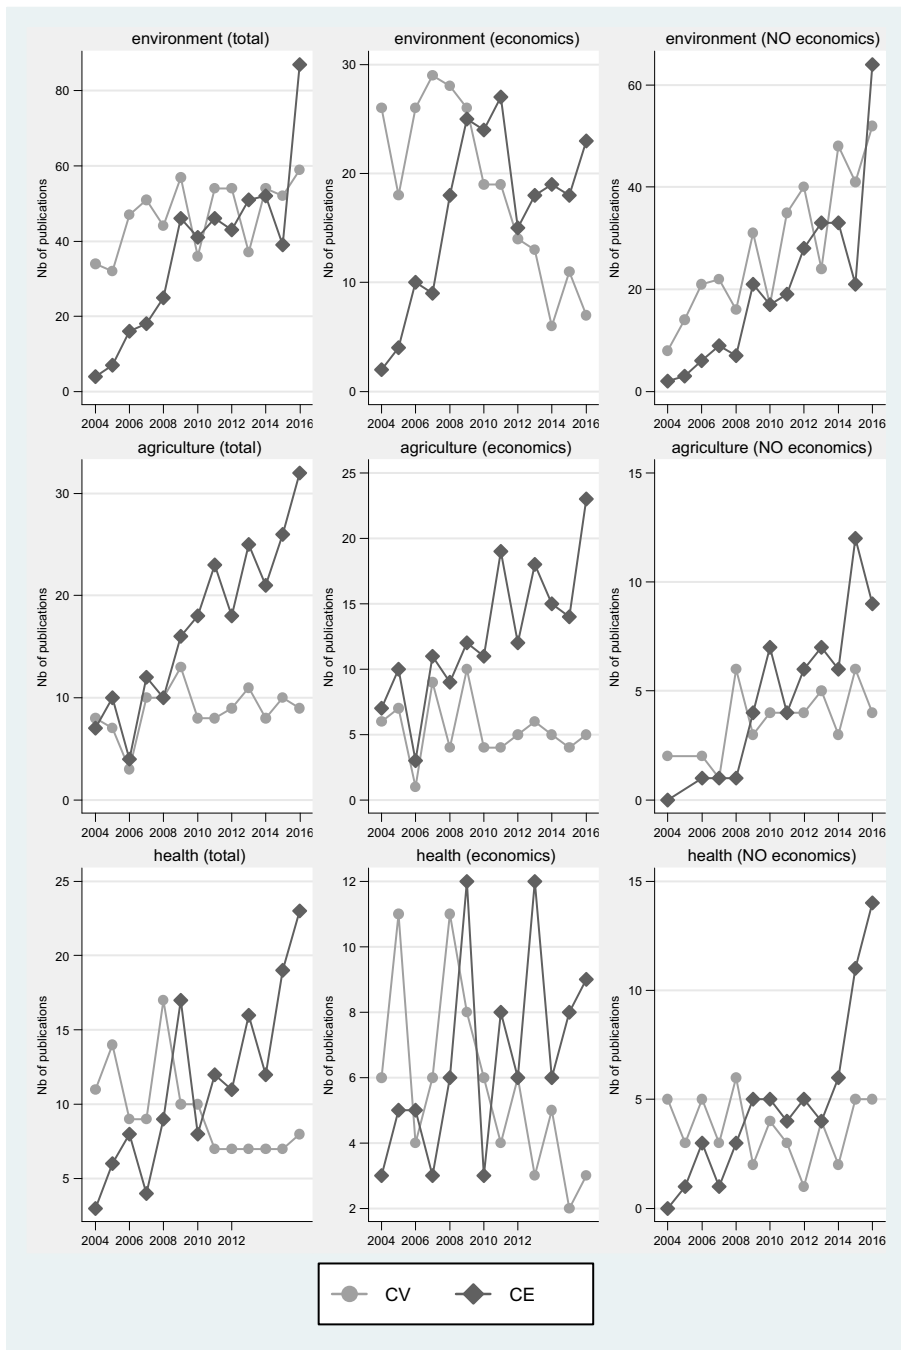 environment (total)
environment (economics)
environment (NO economics)
Nb of publications
0
20
40
60
80
2004 2006 2008 2010 2012 2014 2016
Nb of publications
0
10
20
30
2004 2006 2008 2010 2012 2014 2016
Nb of publications
0
20
40
60
2004 2006 2008 2010 2012 2014 2016
agriculture (total)
agriculture (economics)
agriculture (NO economics)
Nb of publications
0
10
20
30
2004 2006 2008 2010 2012 2014 2016
Nb of publications
0
5
10
15
20
25
2004 2006 2008 2010 2012 2014 2016
Nb of publications
0
5
10
15
2004 2006 2008 2010 2012 2014 2016
health (total)
health (economics)
health (NO economics)
Nb of publications
5
10
15
20
25
2004 2006 2008 2010 2012
Nb of publications
2
4
6
8
10
12
2004 2006 2008 2010 2012
Nb of publications
0
5
10
15
2004 2006 2008 2010 2012 2014 2016
CV CE